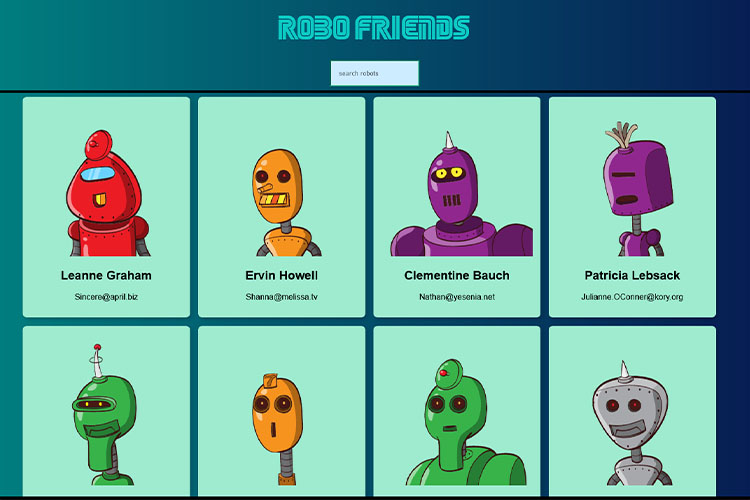 ROBO FRIENDS
search robots
Leanne Graham
Ervin Howell
Clementine Bauch
Patricia Lebsack
Sincere@april.biz
Shanna@melissa.tv
Nathan@yesenia.net
Julianne.OConner@kory.org